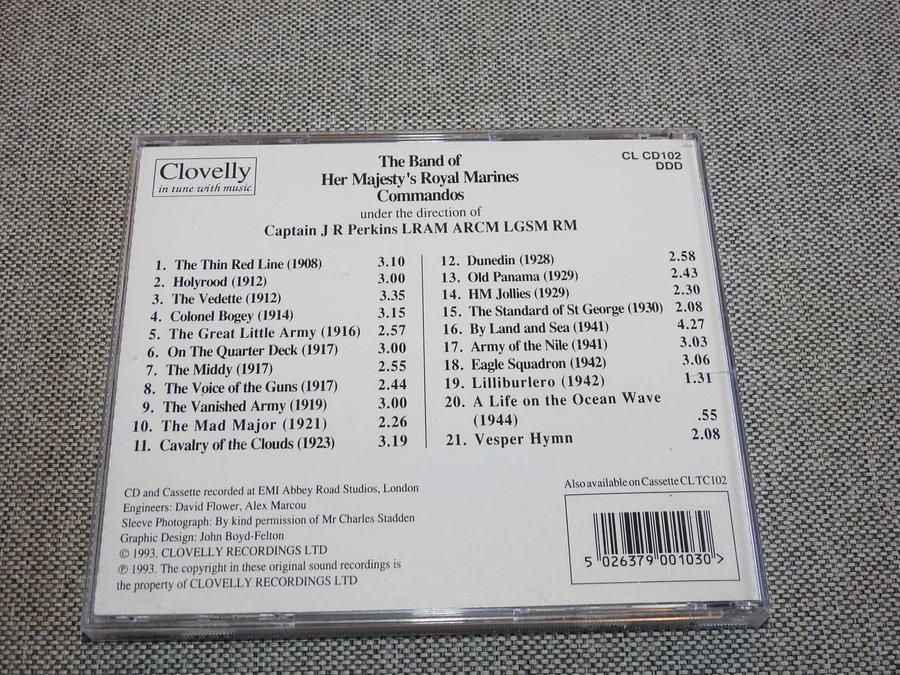 Clovelly
in tune with music
The Band of
Her Majesty's Royal Marines
Commandos
under the direction of
Captain J R Perkins LRAM ARCM LGSM RM
CL CD102
DDD
1. The Thin Red Line (1908) 3.10
2. Holyrood (1912) 3.00
3. The Vedette (1912) 3.35
4. Colonel Bogey (1914) 3.15
5. The Great Little Army (1916) 2.57
6. On The Quarter Deck (1917) 3.00
7. The Middy (1917) 2.55
8. The Voice of the Guns (1917) 2.44
9. The Vanished Army (1919) 3.00
10. The Mad Major (1921) 2.26
11. Cavalry of the Clouds (1923) 3.19
12. Dunedin (1928) 2.58
13. Old Panama (1929) 2.43
14. HM Jollies (1929) 2.30
15. The Standard of St George (1930) 2.08
16. By Land and Sea (1941) 4.27
17. Army of the Nile (1941) 3.03
18. Eagle Squadron (1942) 3.06
19. Lilliburlero (1942) 1.31
20. A Life on the Ocean Wave
(1944) .55
21. Vesper Hymn 2.08
CD and Cassette recorded at EMI Abbey Road Studios, London
Engineers: David Flower, Alex Marcou
Sleeve Photograph: By kind permission of Mr Charles Stadden
Graphic Design: John Boyd-Felton
© 1993. CLOVELLY RECORDINGS LTD
℗ 1993. The copyright in these original sound recordings is
the property of CLOVELLY RECORDINGS LTD
Also available on Cassette CL TC102
5 026379 001030 >